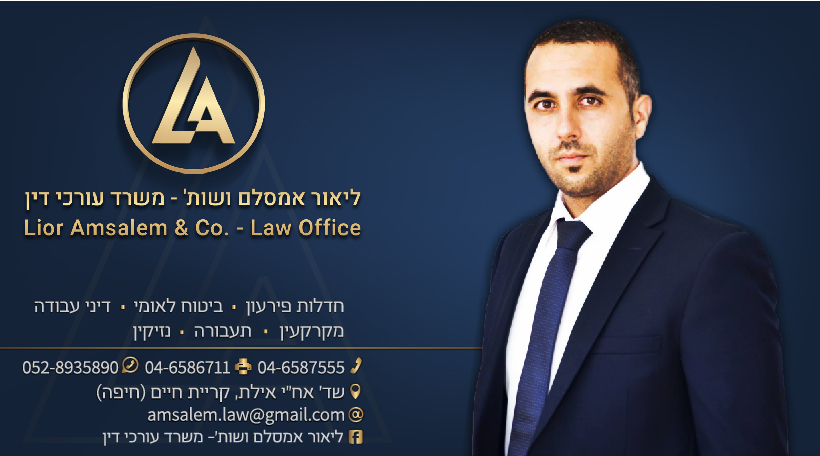 LA
ליאור אמסלם ושות' - משרד עורכי דין
Lior Amsalem & Co. - Law Office
חדלות פירעון • ביטוח לאומי • דיני עבודה
מקרקעין • תעבורה • נזיקין
04-6587555 04-6586711 052-8935890
שד' אח"י אילת, קריית חיים (חיפה)
amsalem.law@gmail.com
ליאור אמסלם ושות'- משרד עורכי דין